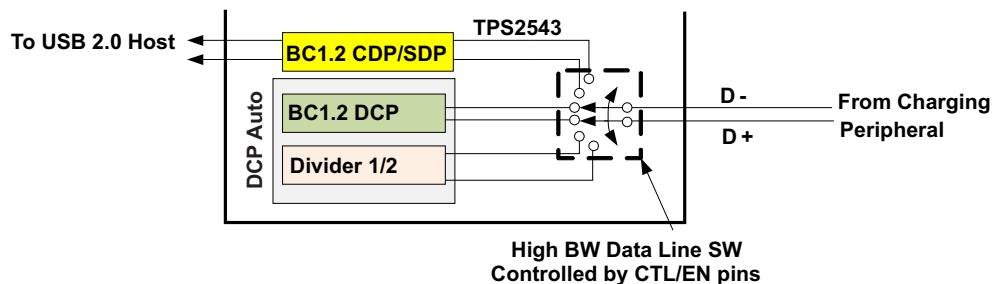 TPS2543
To USB 2.0 Host
BC1.2 CDP/SDP
DCP Auto
BC1.2 DCP
Divider 1/2
D -
D +
From Charging
Peripheral
High BW Data Line SW
Controlled by CTL/EN pins